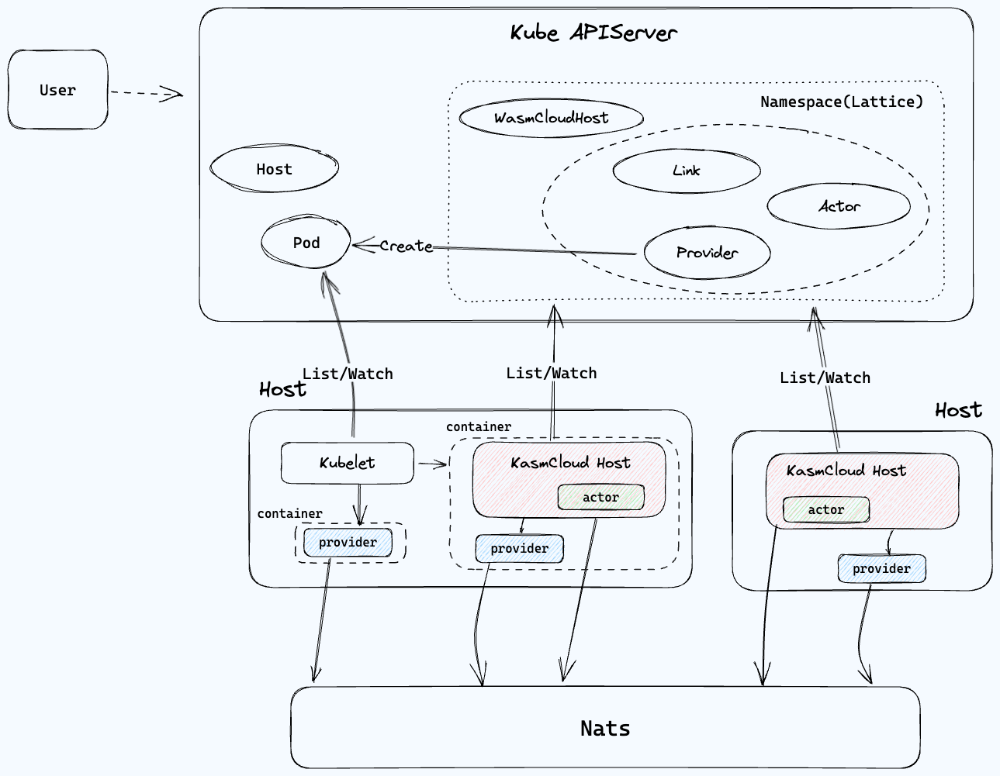 Kube APIServer
User
Namespace(Lattice)
WasmCloudHost
Host
Link
Actor
Pod
Create
Provider
List/Watch
List/Watch
List/Watch
Host
Host
container
Kubelet
KasmCloud Host
actor
KasmCloud Host
actor
container
provider
provider
provider
Nats